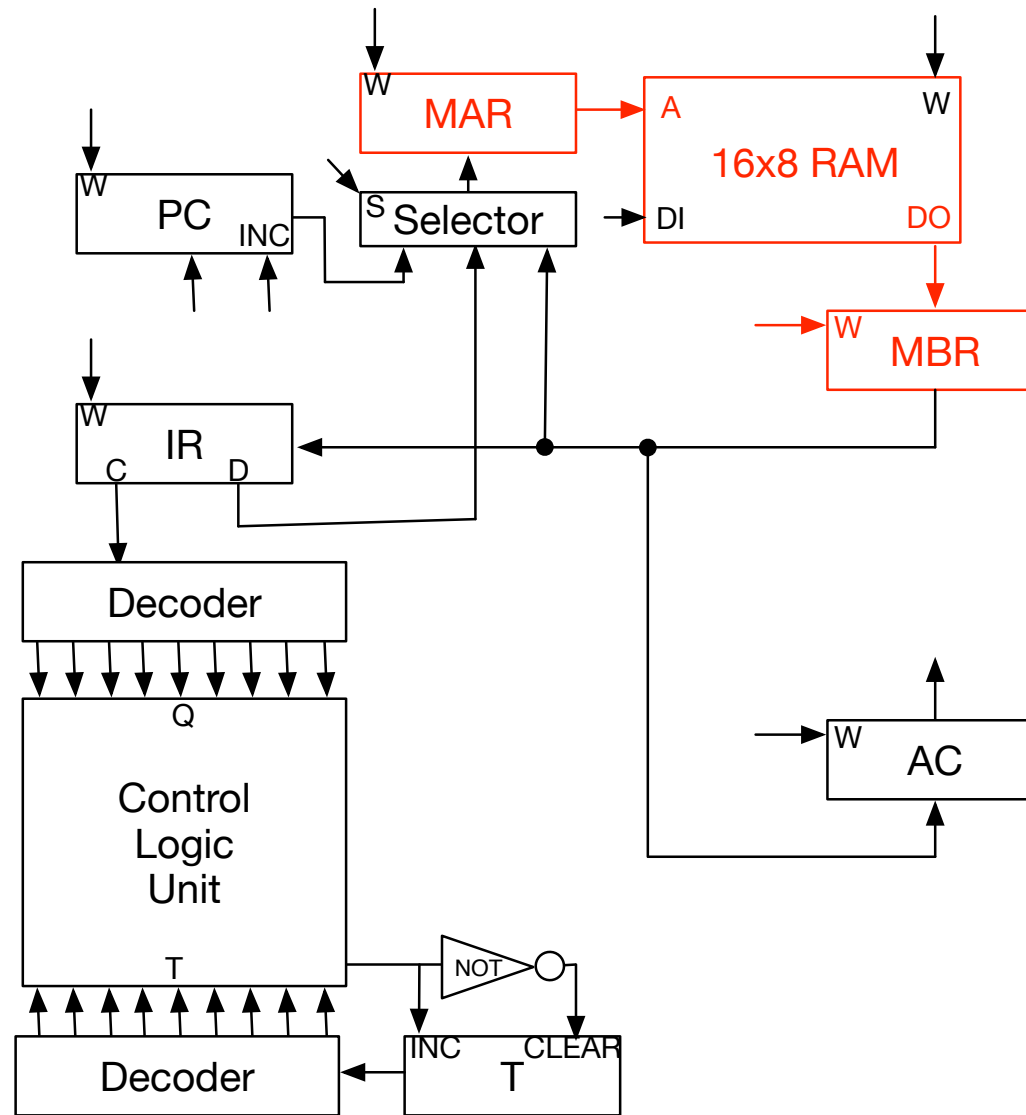 W
MAR
A
W
16x8 RAM
DI
DO
W
PC
INC
S
Selector
W
MBR
W
IR
C
D
Decoder
Q
Control
Logic
Unit
T
W
AC
NOT
INC
CLEAR
T
Decoder